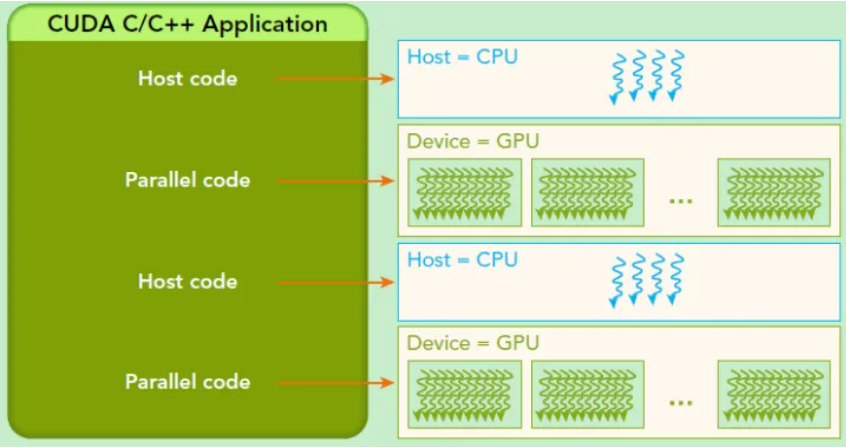 CUDA C/C++ Application
Host code
Host = CPU
Parallel code
Device = GPU
...
Host code
Host = CPU
Parallel code
Device = GPU
...